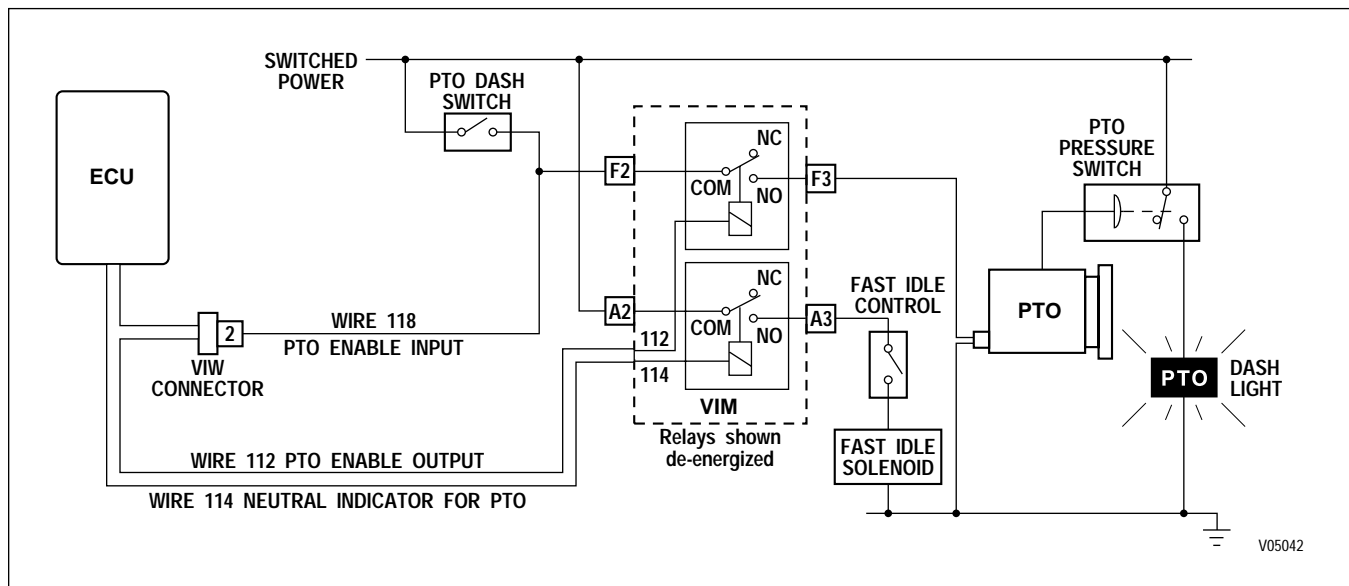 SWITCHED
POWER
PTO DASH
SWITCH
ECU
F2
NC
COM
NO
F3
PTO
PRESSURE
SWITCH
WIRE 118
PTO ENABLE INPUT
2
VIW
CONNECTOR
A2
112
114
NC
COM
NO
A3
VIM
Relays shown
de-energized
FAST IDLE
CONTROL
FAST IDLE
SOLENOID
PTO
PTO
DASH
LIGHT
WIRE 112 PTO ENABLE OUTPUT
WIRE 114 NEUTRAL INDICATOR FOR PTO
V05042